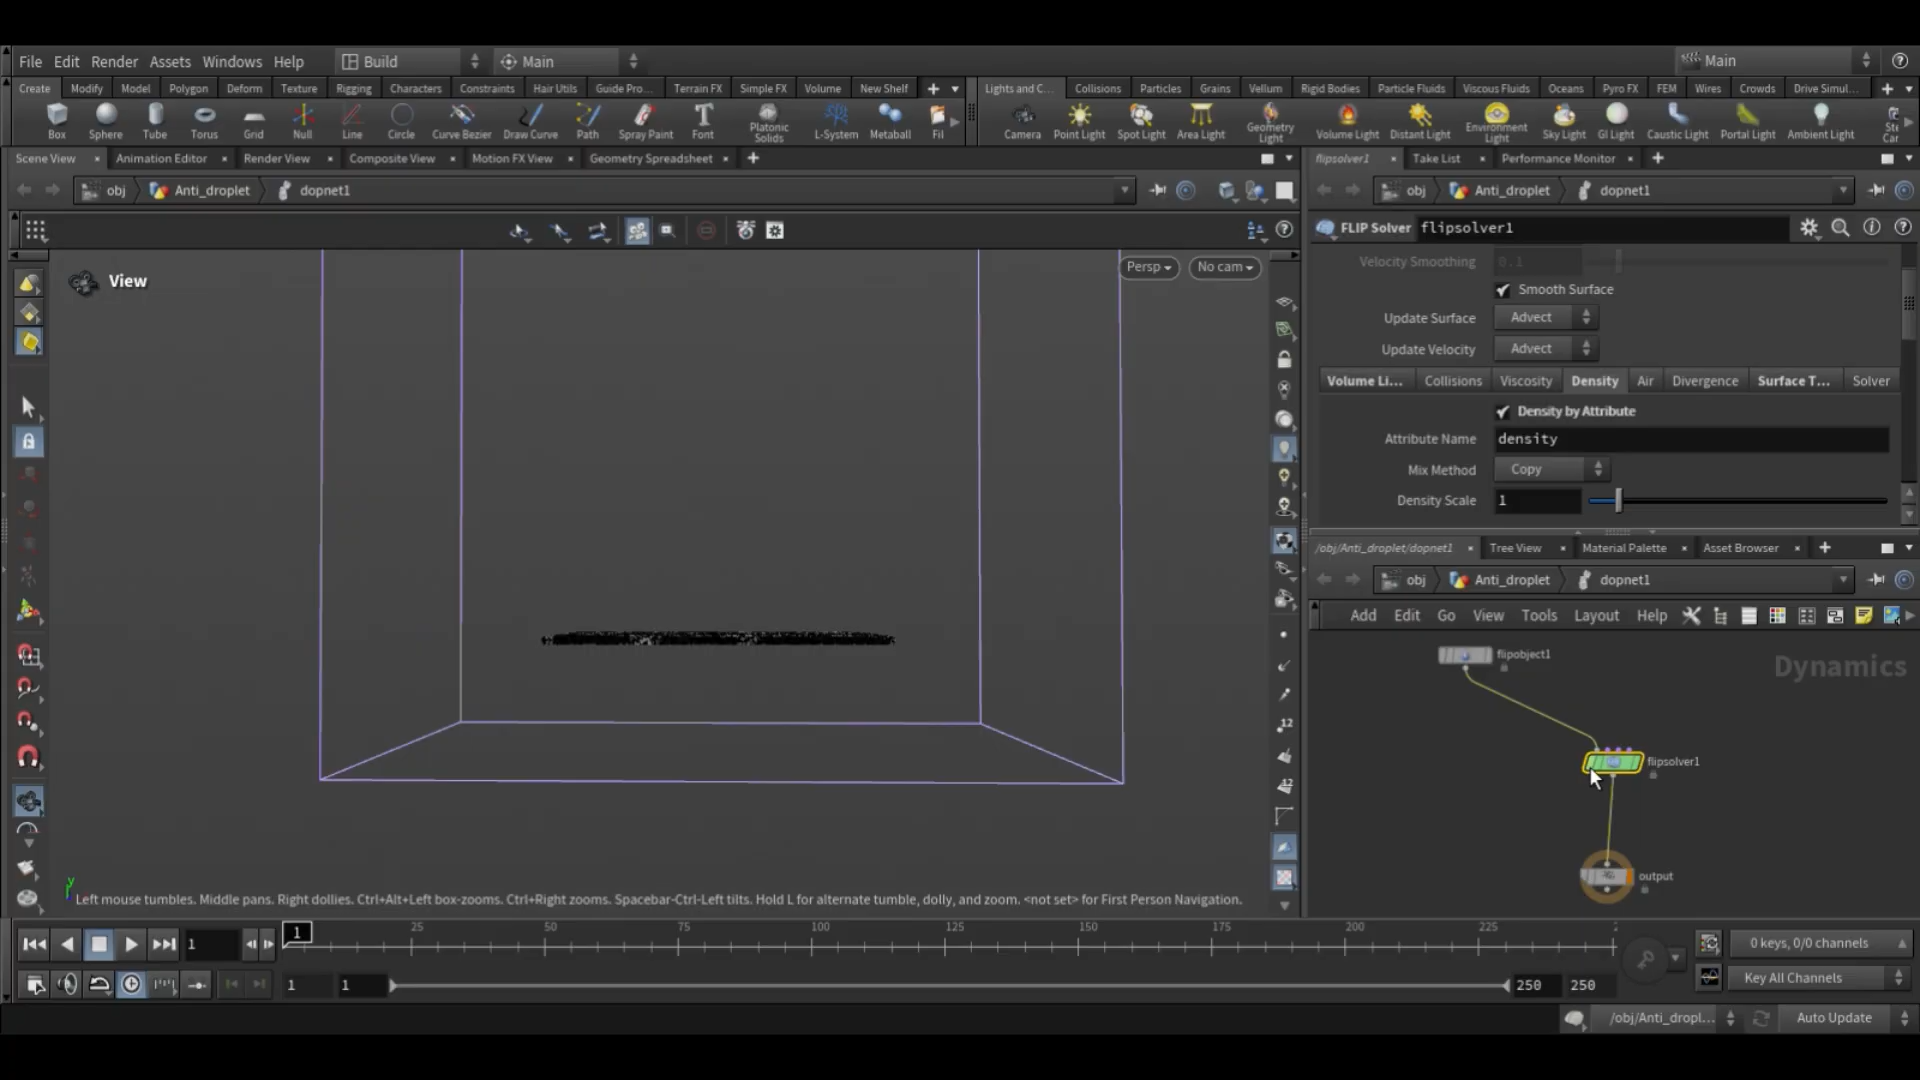 File Edit Render Assets Windows Help Build Main Main
Create Modify Model Polygon Deform Texture Rigging Characters Constraints Hair Utils Guide Pro... Terrain FX Simple FX Volume New Shelf
Lights and C... Collisions Particles Grains Vellum Rigid Bodies Particle Fluids Viscous Fluids Oceans Pyro FX FEM Wires Crowds Drive Simul...
Box Sphere Tube Torus Grid Null Line Circle Curve Bezier Draw Curve Path Spray Paint Font Platonic Solids L-System Metaball Fil
Camera Point Light Spot Light Area Light Geometry Light Volume Light Distant Light Environment Light Sky Light GI Light Caustic Light Portal Light Ambient Light
Scene View Animation Editor Render View Composite View Motion FX View Geometry Spreadsheet
flipsolver1 Take List Performance Monitor
obj Anti_droplet dopnet1
obj Anti_droplet dopnet1
FLIP Solver flipsolver1
Velocity Smoothing 0.1
Smooth Surface
Update Surface Advect
Update Velocity Advect
Volume Li... Collisions Viscosity Density Air Divergence Surface T... Solver
Density by Attribute
Attribute Name density
Mix Method Copy
Density Scale 1
View
Persp No cam
12
12
/obj/Anti_droplet/dopnet1 Tree View Material Palette Asset Browser
obj Anti_droplet dopnet1
Add Edit Go View Tools Layout Help
flipobject1
Dynamics
flipsolver1
output
y
Left mouse tumbles. Middle pans. Right dollies. Ctrl+Alt+Left box-zooms. Ctrl+Right zooms. Spacebar-Ctrl-Left tilts. Hold L for alternate tumble, dolly, and zoom. <not set> for First Person Navigation.
1 1 25 50 75 100 125 150 175 200 225 2
0 keys, 0/0 channels
1 1 250 250
Key All Channels
/obj/Anti_dropl... Auto Update